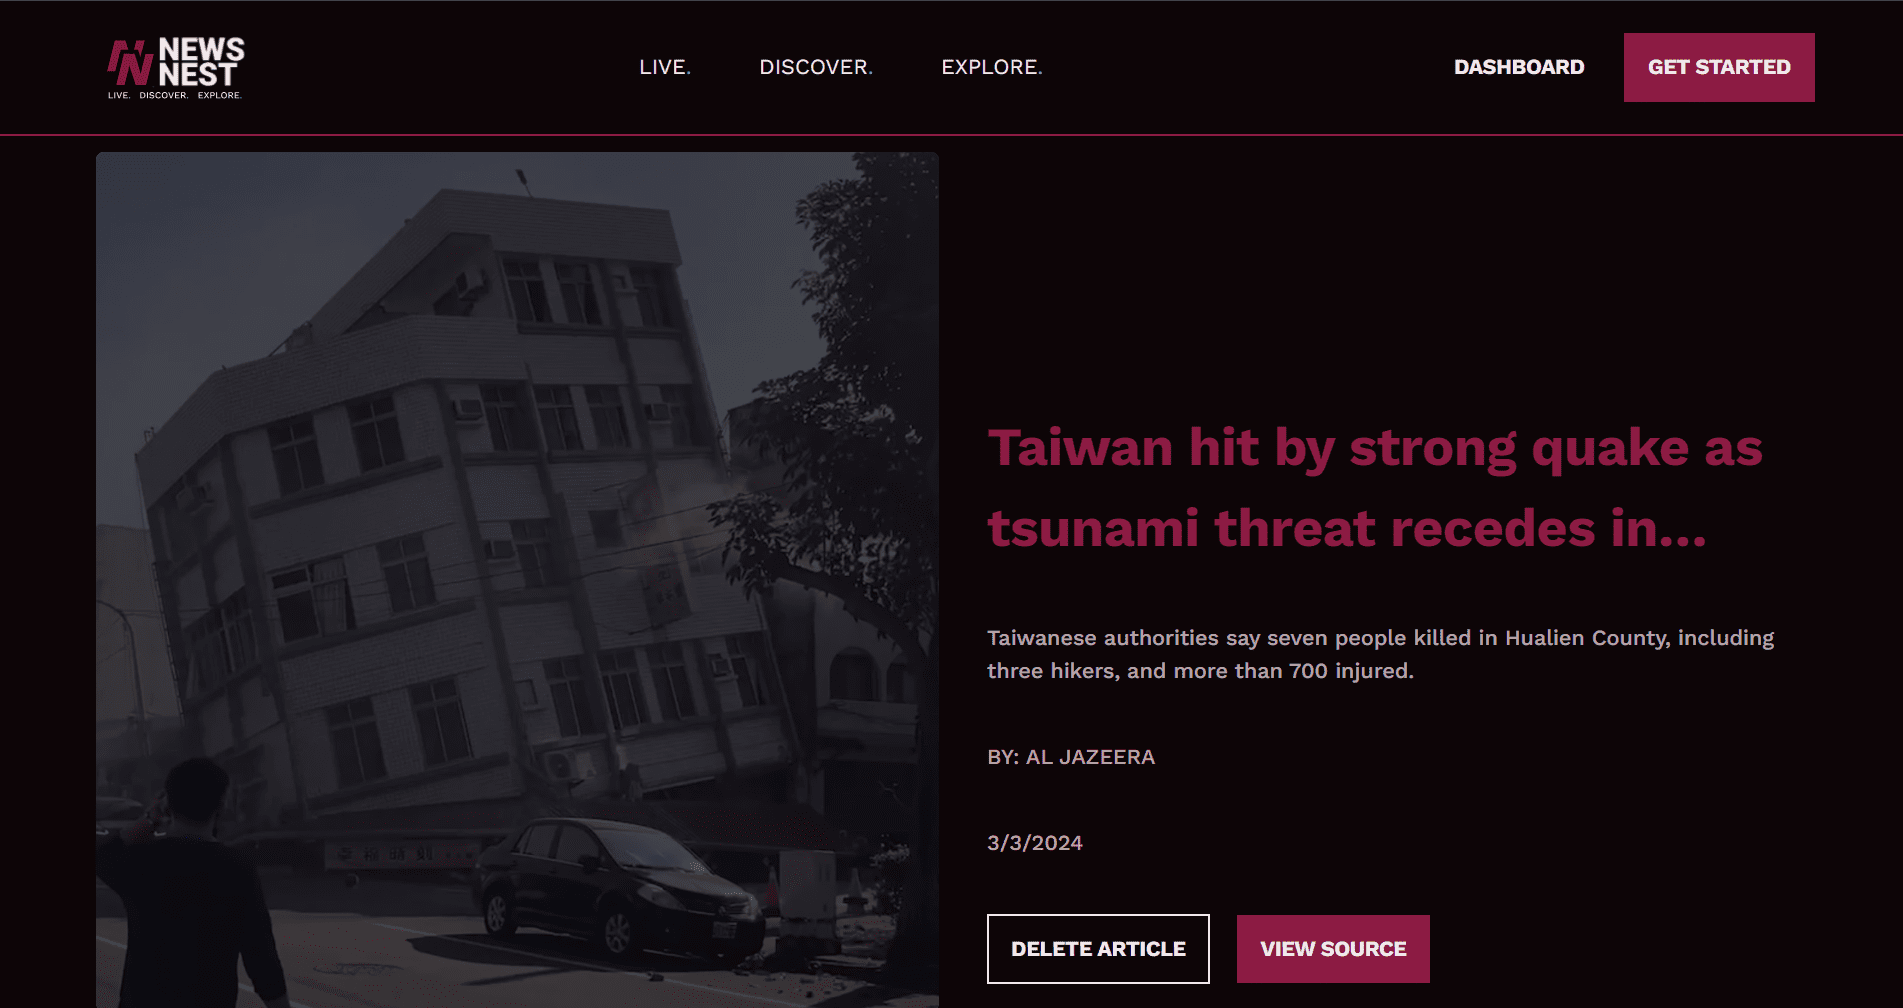 NEWS
NEST
LIVE. DISCOVER. EXPLORE.
LIVE.
DISCOVER.
EXPLORE.
DASHBOARD
GET STARTED
Taiwan hit by strong quake as
tsunami threat recedes in...
Taiwanese authorities say seven people killed in Hualien County, including
three hikers, and more than 700 injured.
BY: AL JAZEERA
3/3/2024
DELETE ARTICLE
VIEW SOURCE